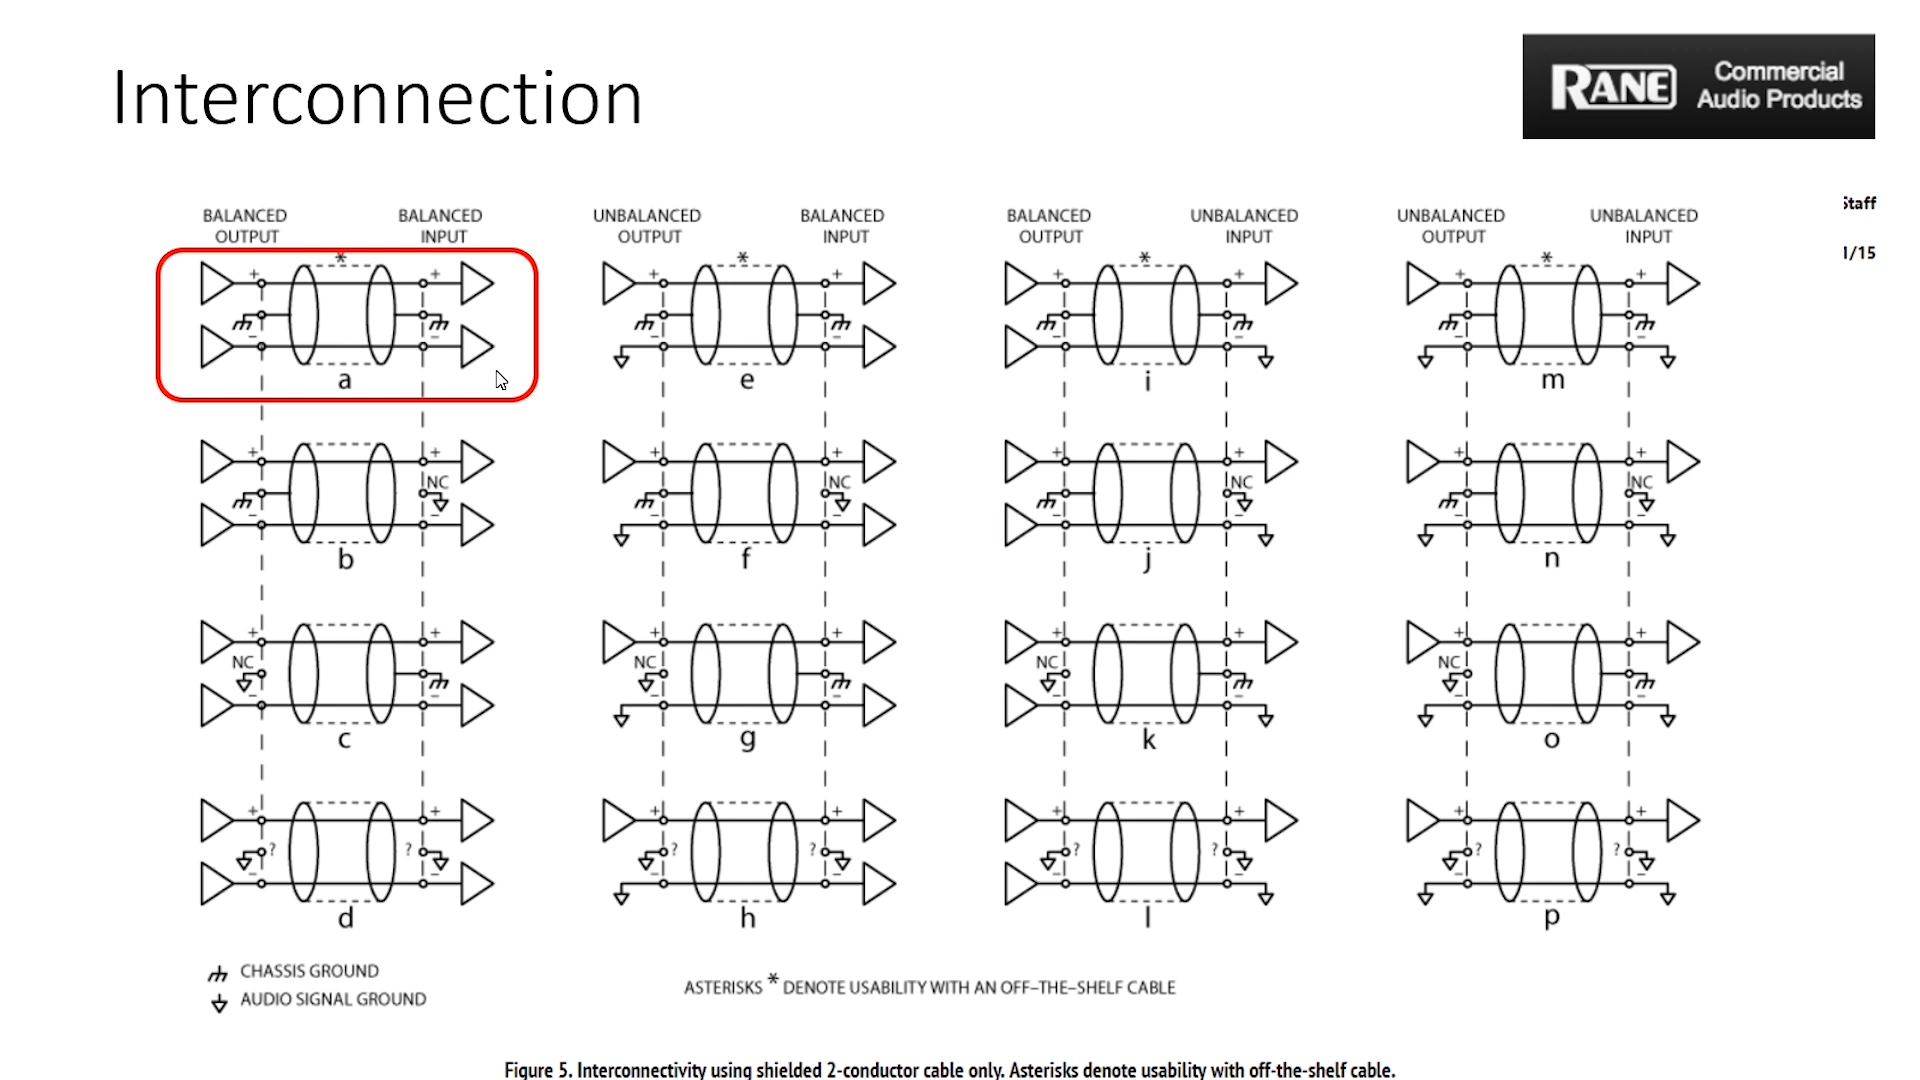 Interconnection
RANE
Commercial
Audio Products
Staff
1/15
BALANCED OUTPUT
BALANCED INPUT
UNBALANCED OUTPUT
BALANCED INPUT
BALANCED OUTPUT
UNBALANCED INPUT
UNBALANCED OUTPUT
UNBALANCED INPUT
* * * *
+ + + + + + + +
- - - - - - - -
a e i m
+ + + + + + + +
NC NC NC NC
- - - - - - - -
b f j n
+ + + + + + + +
NC NC NC NC
- - - - - - - -
c g k o
+ + + + + + + +
? ? ? ? ? ? ? ?
- - - - - - - -
d h l p
CHASSIS GROUND
AUDIO SIGNAL GROUND
ASTERISKS * DENOTE USABILITY WITH AN OFF-THE-SHELF CABLE
Figure 5. Interconnectivity using shielded 2-conductor cable only. Asterisks denote usability with off-the-shelf cable.